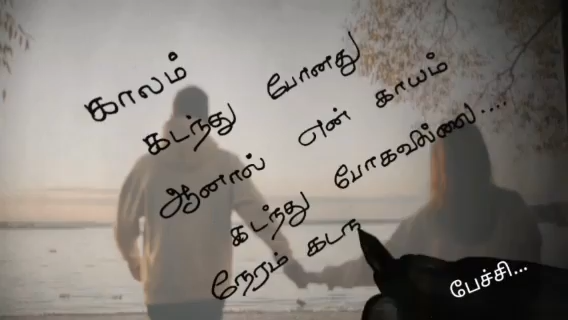 காலம்
கடந்து போனது
ஆனால் என் காயம்
கடந்து போகவில்லை....
நேரம் கடந
பேச்சி...